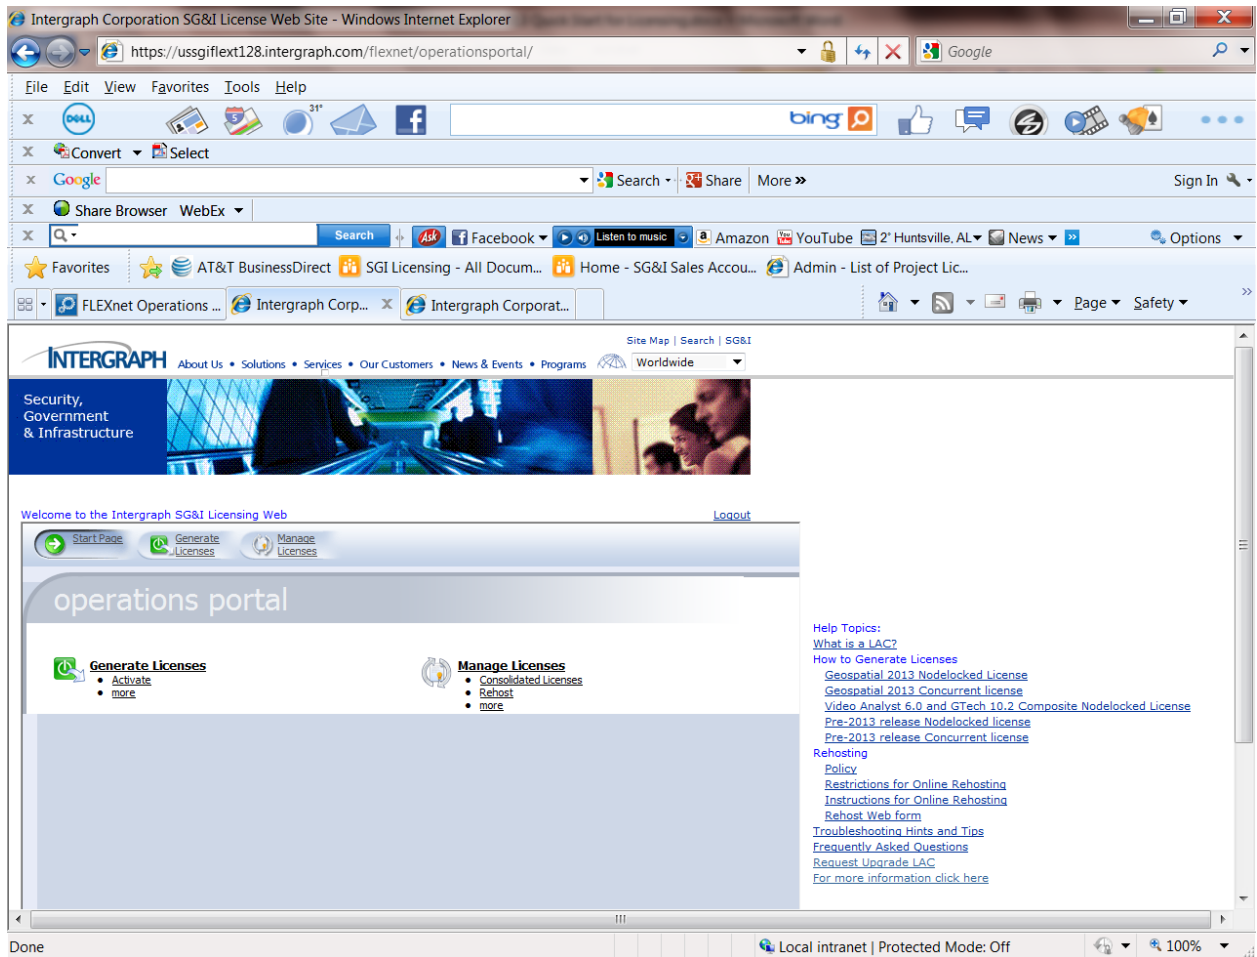 Intergraph Corporation SG&I License Web Site - Windows Internet Explorer
https://ussgiflext128.intergraph.com/flexnet/operationsportal/
Google
File Edit View Favorites Tools Help
x DELL 5 31° f bing
x Convert Select
x Google Search Share More » Sign In
x Share Browser WebEx
x Search Ask Facebook Listen to music Amazon YouTube 2° Huntsville, AL News » Options
Favorites AT&T BusinessDirect SGI Licensing - All Docum... Home - SG&I Sales Accou... Admin - List of Project Lic...
FLEXnet Operations ... Intergraph Corp... x Intergraph Corporat... Page Safety »
Site Map | Search | SG&I
INTERGRAPH About Us • Solutions • Services • Our Customers • News & Events • Programs Worldwide
Security,
Government
& Infrastructure
Welcome to the Intergraph SG&I Licensing Web Logout
Start Page Generate Licenses Manage Licenses
operations portal
Generate Licenses
• Activate
• more
Manage Licenses
• Consolidated Licenses
• Rehost
• more
Help Topics:
What is a LAC?
How to Generate Licenses
Geospatial 2013 Nodelocked License
Geospatial 2013 Concurrent license
Video Analyst 6.0 and GTech 10.2 Composite Nodelocked License
Pre-2013 release Nodelocked license
Pre-2013 release Concurrent license
Rehosting
Policy
Restrictions for Online Rehosting
Instructions for Online Rehosting
Rehost Web form
Troubleshooting Hints and Tips
Frequently Asked Questions
Request Upgrade LAC
For more information click here
Done Local intranet | Protected Mode: Off 100%